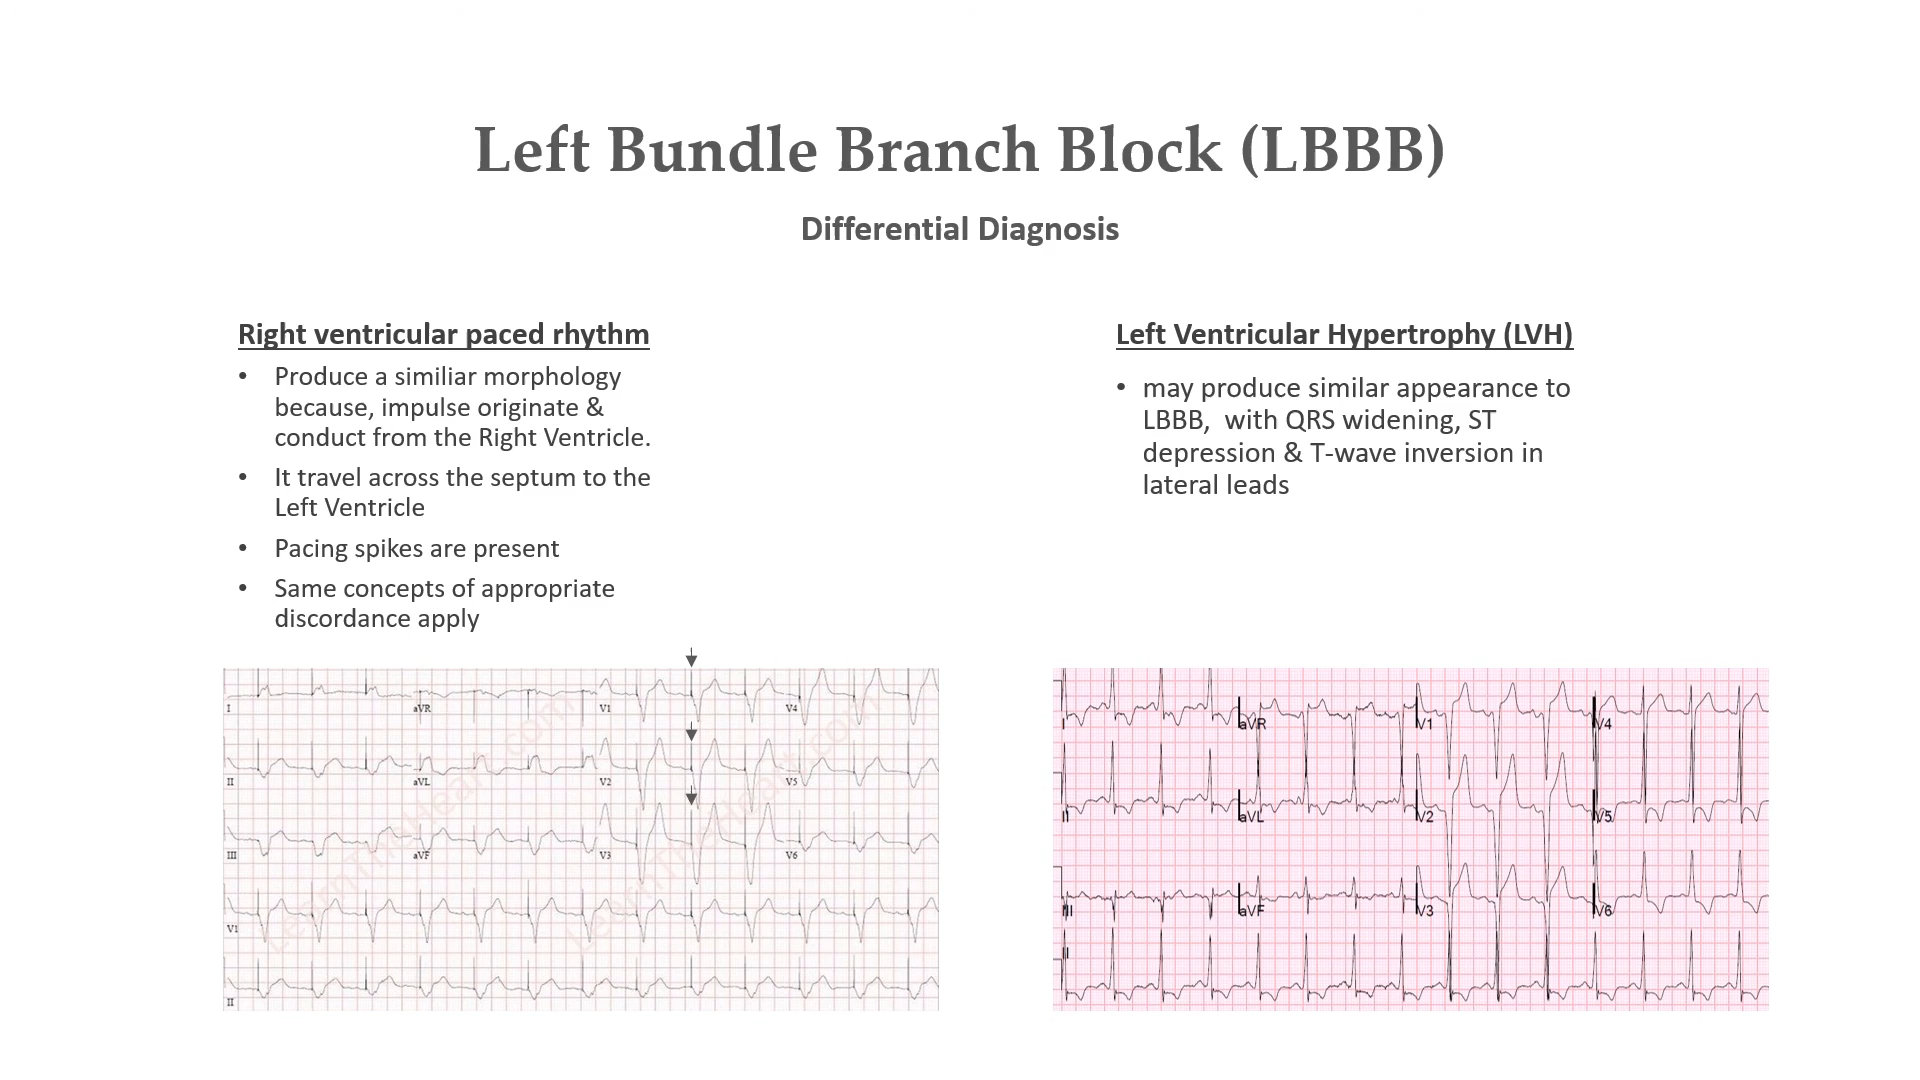 Left Bundle Branch Block (LBBB)
Differential Diagnosis
Right ventricular paced rhythm
• Produce a similiar morphology
because, impulse originate &
conduct from the Right Ventricle.
• It travel across the septum to the
Left Ventricle
• Pacing spikes are present
• Same concepts of appropriate
discordance apply
Left Ventricular Hypertrophy (LVH)
• may produce similar appearance to
LBBB,  with QRS widening, ST
depression & T-wave inversion in
lateral leads
I aVR V1 V4
II aVL V2 V5
III aVF V3 V6
V1
II
LearnTheHeart.com
LearnTheHeart.com
I aVR V1 V4
II aVL V2 V5
III aVF V3 V6
II